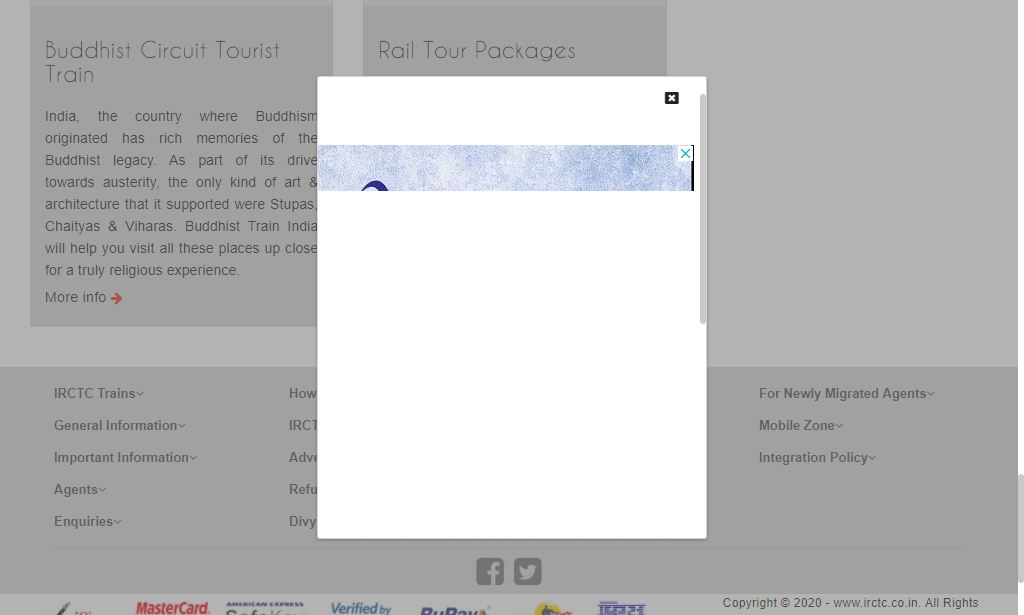 Buddhist Circuit Tourist
Train
India, the country where Buddhism
originated has rich memories of the
Buddhist legacy. As part of its drive
towards austerity, the only kind of art &
architecture that it supported were Stupas,
Chaityas & Viharas. Buddhist Train India
will help you visit all these places up close
for a truly religious experience.
More info
Rail Tour Packages
IRCTC Trains
General Information
Important Information
Agents
Enquiries
How
IRCT
Adve
Refu
Divy
For Newly Migrated Agents
Mobile Zone
Integration Policy
MasterCard.
AMERICAN EXPRESS
SafeKey
Verified by
RuPay
Copyright © 2020 - www.irctc.co.in. All Rights